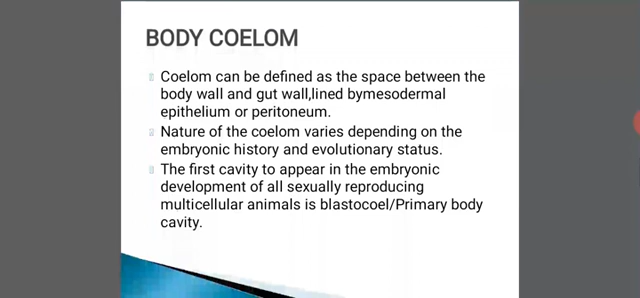 BODY COELOM
Coelom can be defined as the space between the
body wall and gut wall,lined bymesodermal
epithelium or peritoneum.
Nature of the coelom varies depending on the
embryonic history and evolutionary status.
The first cavity to appear in the embryonic
development of all sexually reproducing
multicellular animals is blastocoel/Primary body
cavity.